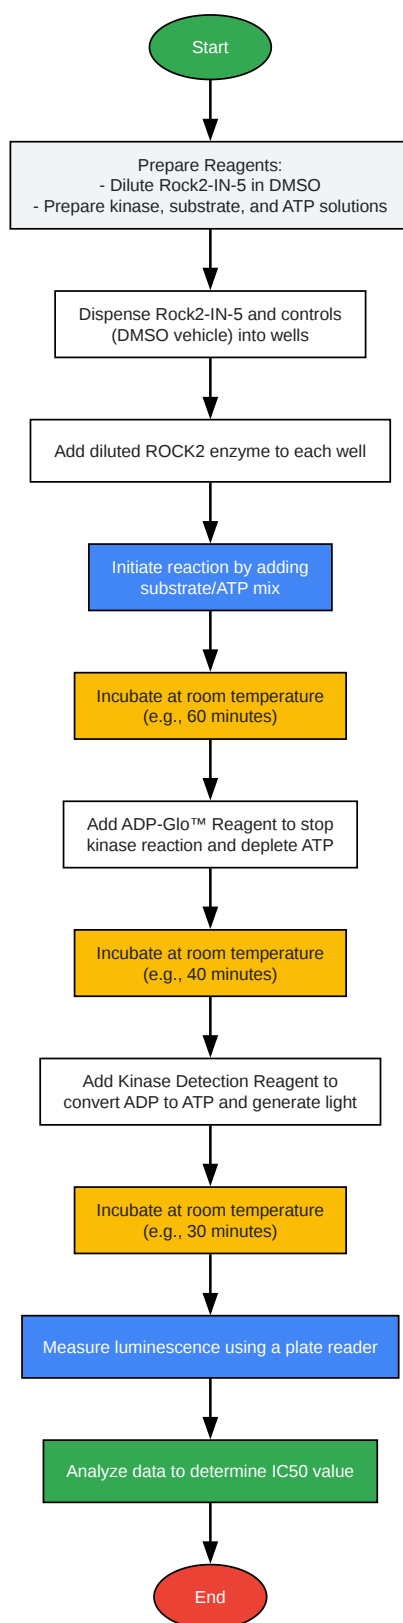 Start
Prepare Reagents:
- Dilute Rock2-IN-5 in DMSO
- Prepare kinase, substrate, and ATP solutions
Dispense Rock2-IN-5 and controls
(DMSO vehicle) into wells
Add diluted ROCK2 enzyme to each well
Initiate reaction by adding
substrate/ATP mix
Incubate at room temperature
(e.g., 60 minutes)
Add ADP-Glo™ Reagent to stop
kinase reaction and deplete ATP
Incubate at room temperature
(e.g., 40 minutes)
Add Kinase Detection Reagent to
convert ADP to ATP and generate light
Incubate at room temperature
(e.g., 30 minutes)
Measure luminescence using a plate reader
Analyze data to determine IC50 value
End